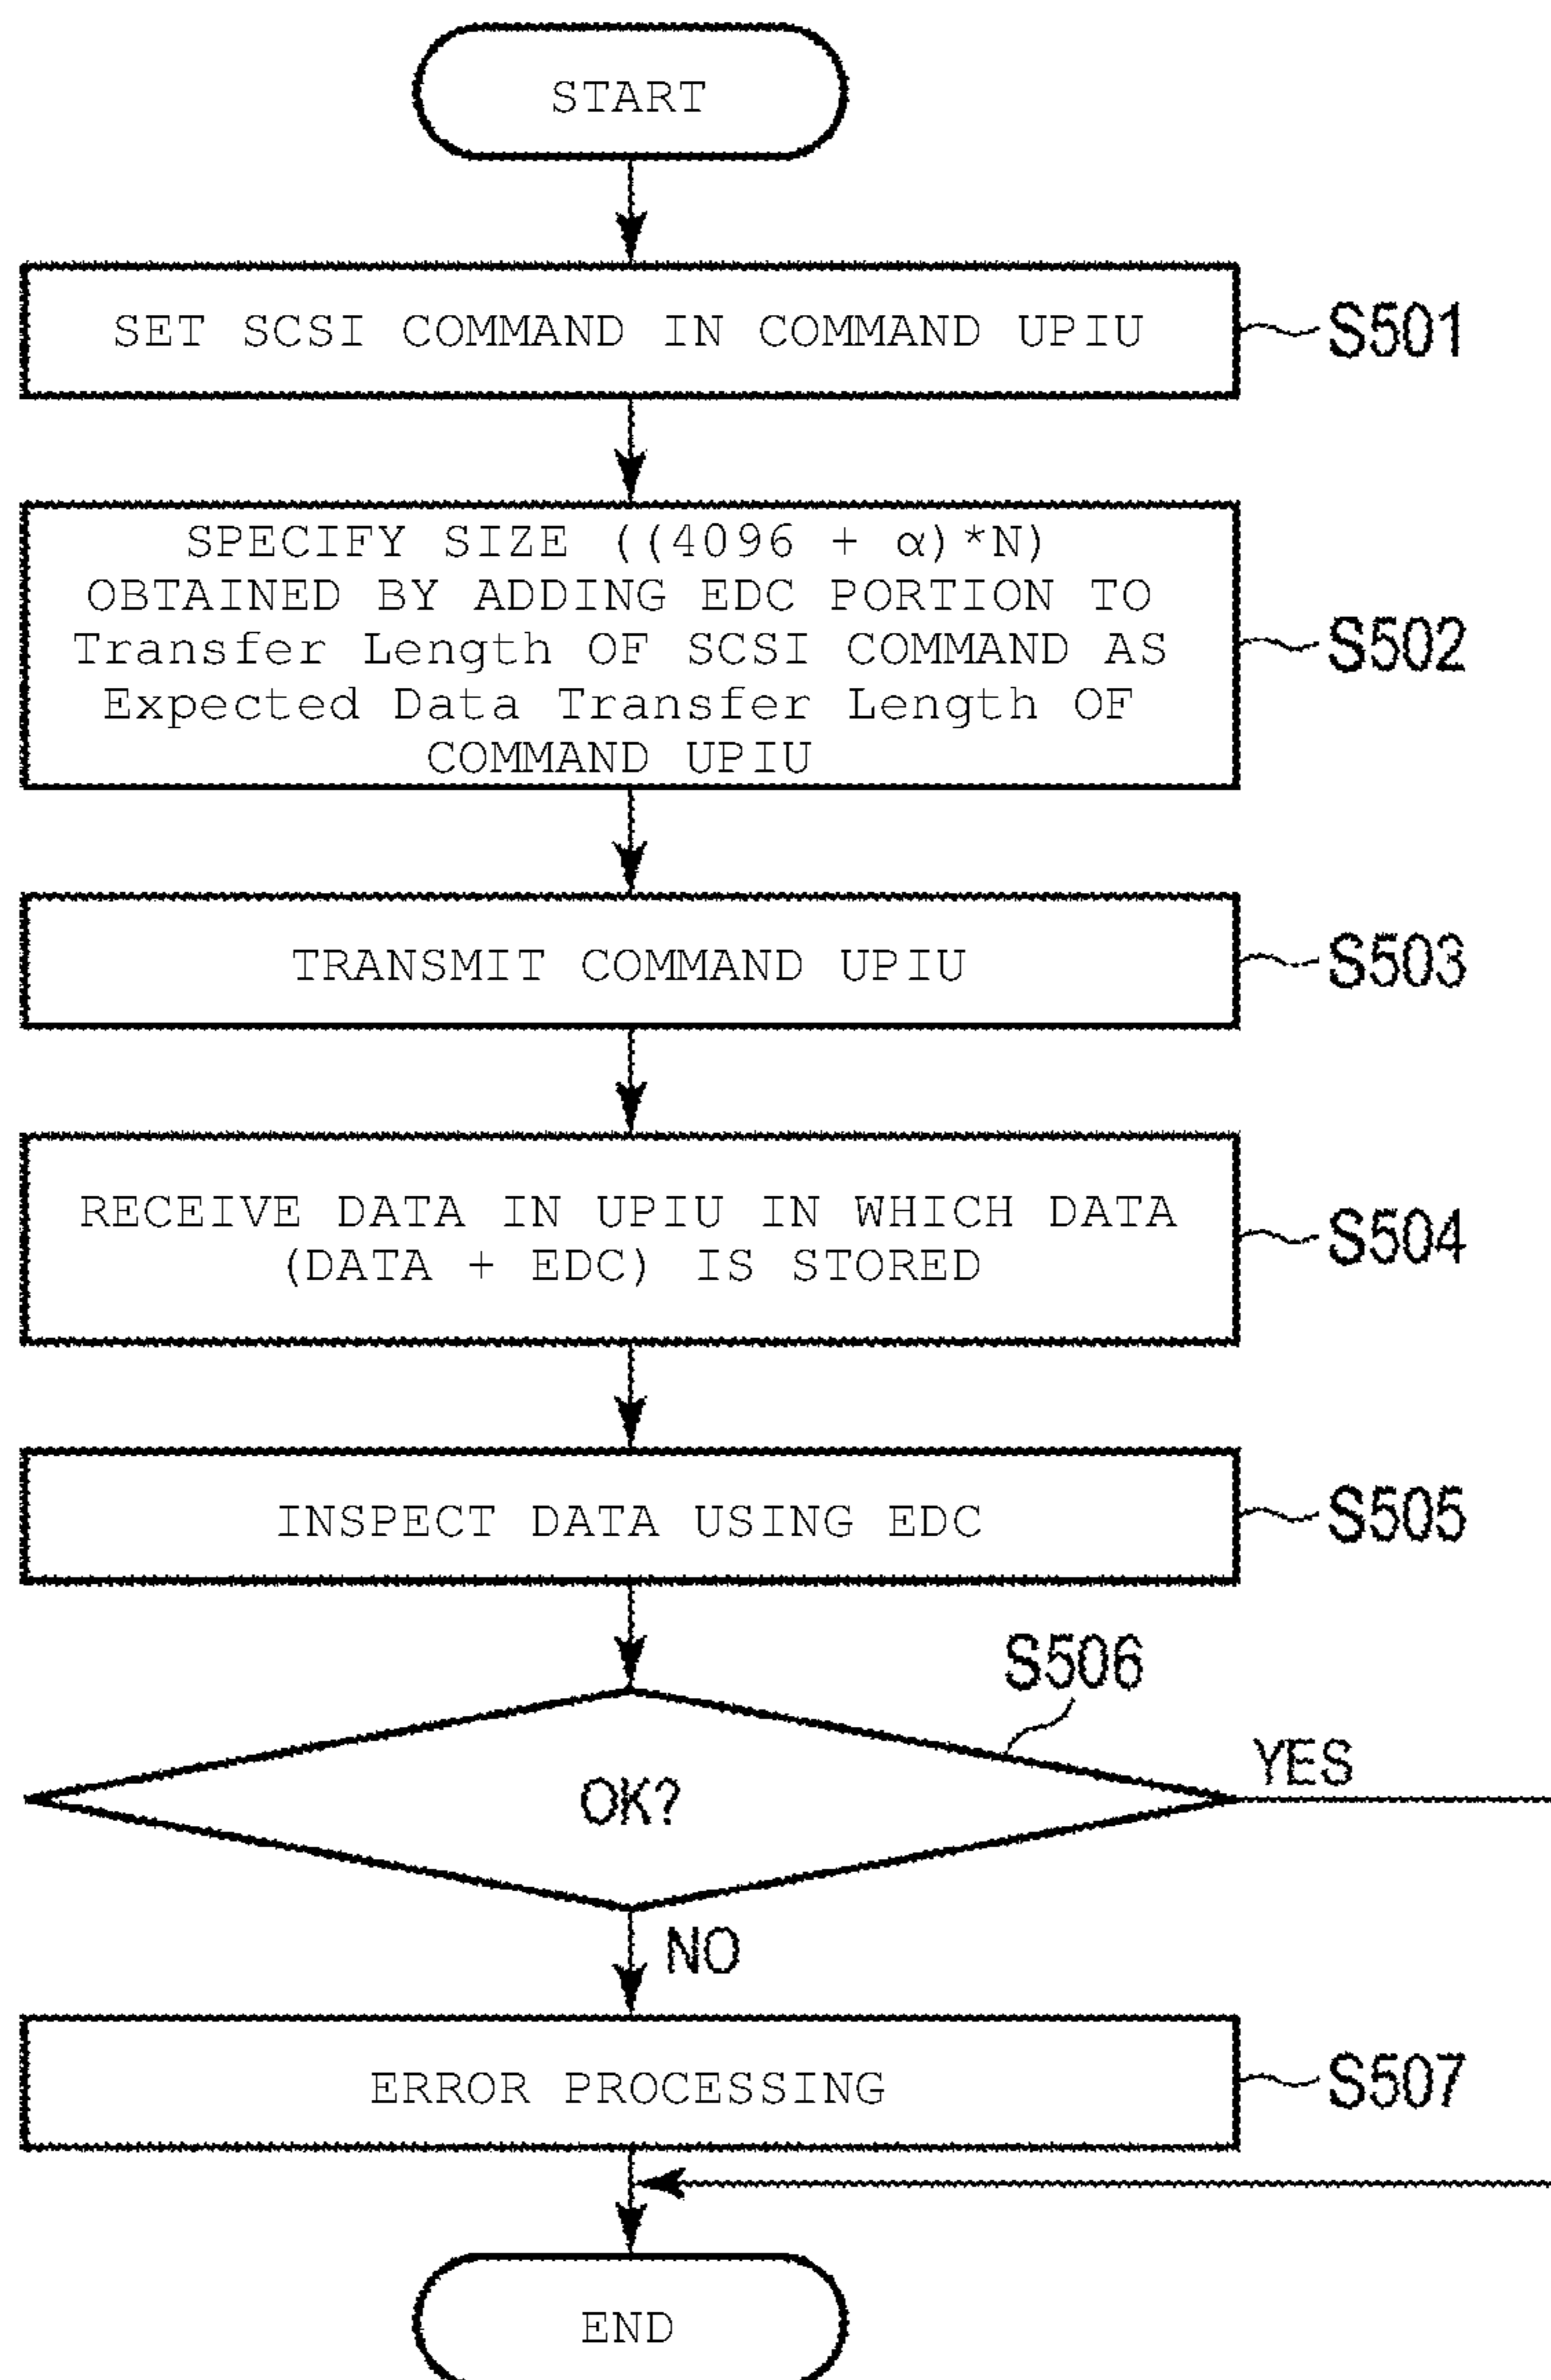 START
SET SCSI COMMAND IN COMMAND UPIU
S501
SPECIFY SIZE ((4096 + α)*N)
OBTAINED BY ADDING EDC PORTION TO
Transfer Length OF SCSI COMMAND AS
Expected Data Transfer Length OF
COMMAND UPIU
S502
TRANSMIT COMMAND UPIU
S503
RECEIVE DATA IN UPIU IN WHICH DATA
(DATA + EDC) IS STORED
S504
INSPECT DATA USING EDC
S505
S506
OK?
YES
NO
ERROR PROCESSING
S507
END